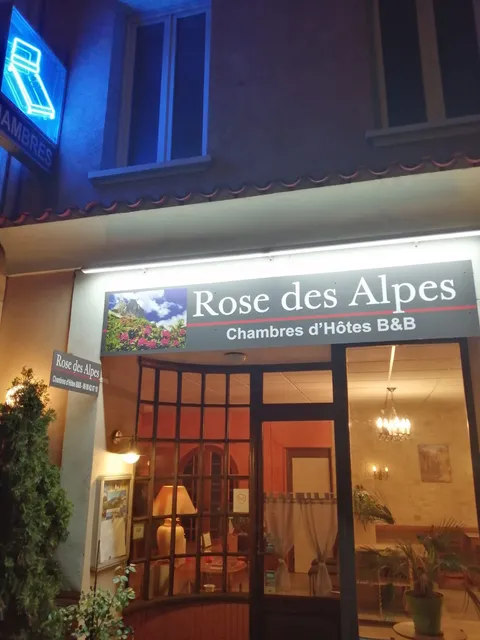 CHAMBRES
Rose des Alpes
Chambres d'Hôtes B&B
Rose des Alpes